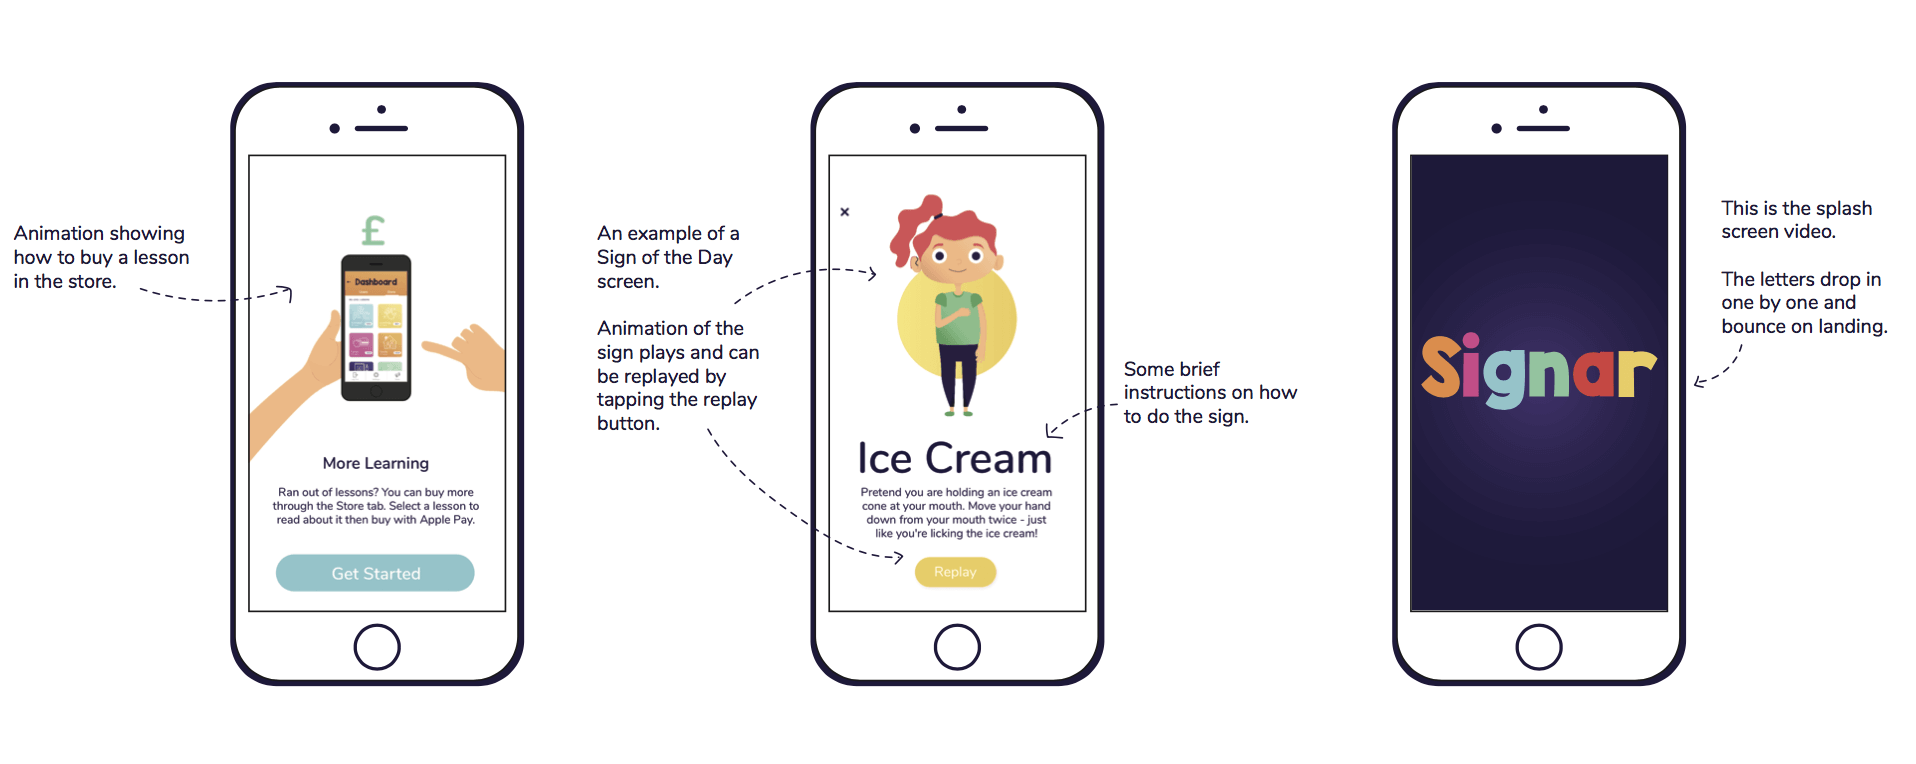 Animation showing
how to buy a lesson
in the store.
£
Dashboard
More Learning
Ran out of lessons? You can buy more
through the Store tab. Select a lesson to
read about it then buy with Apple Pay.
Get Started
An example of a
Sign of the Day
screen.
Animation of the
sign plays and can
be replayed by
tapping the replay
button.
×
Ice Cream
Pretend you are holding an ice cream
cone at your mouth. Move your hand
down from your mouth twice - just
like you're licking the ice cream!
Replay
Some brief
instructions on how
to do the sign.
Signar
This is the splash
screen video.
The letters drop in
one by one and
bounce on landing.